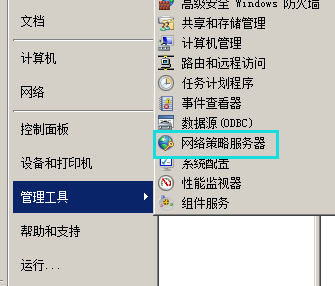 文档
计算机
网络
控制面板
设备和打印机
管理工具
帮助和支持
运行...
高级安全 Windows 防火墙
共享和存储管理
计算机管理
路由和远程访问
任务计划程序
事件查看器
数据源(ODBC)
网络策略服务器
系统配置
性能监视器
组件服务